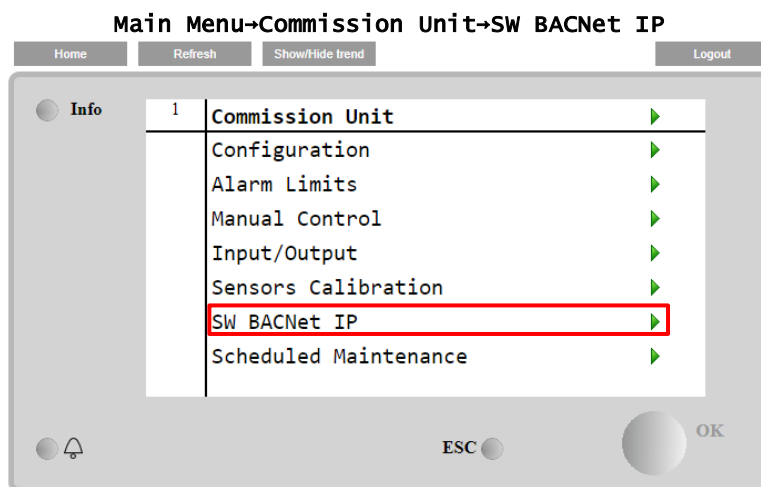 Main Menu→Commission Unit→SW BACNet IP
Home Refresh Show/Hide trend Logout
Info
1 Commission Unit
Configuration
Alarm Limits
Manual Control
Input/Output
Sensors Calibration
SW BACNet IP
Scheduled Maintenance
ESC OK